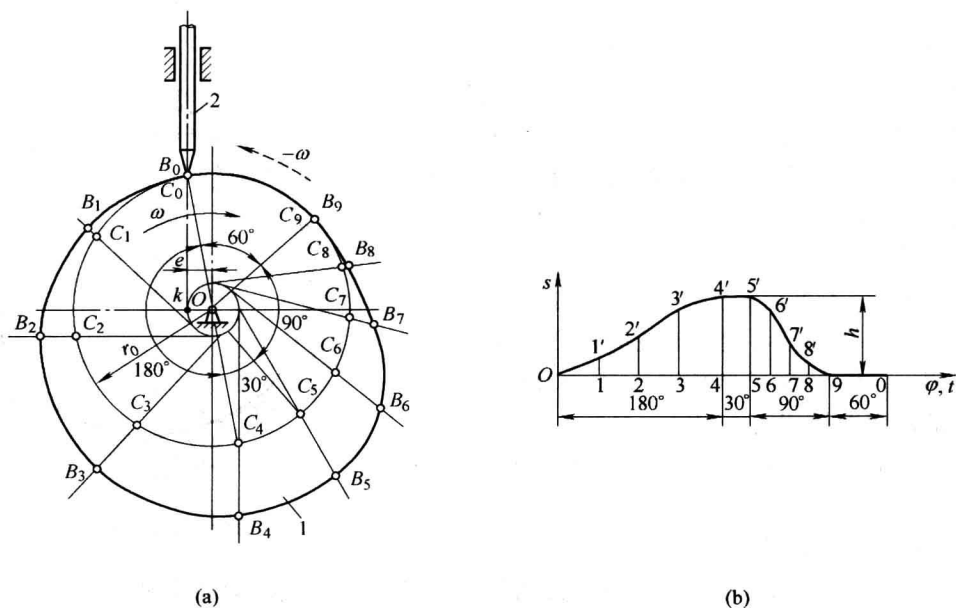 2
B₀
C₀
−ω
B₁
C₁
ω
60°
C₉
B₉
C₈
B₈
e
k
O
C₇
B₇
B₂
C₂
90°
r₀
180°
30°
C₆
B₆
C₃
C₅
C₄
B₃
B₅
B₄
1
(a)
s
4′ 5′
3′
6′
2′
1′
7′
8′
h
O
1 2 3 4 5 6 7 8 9 0
φ, t
180° 30° 90° 60°
(b)